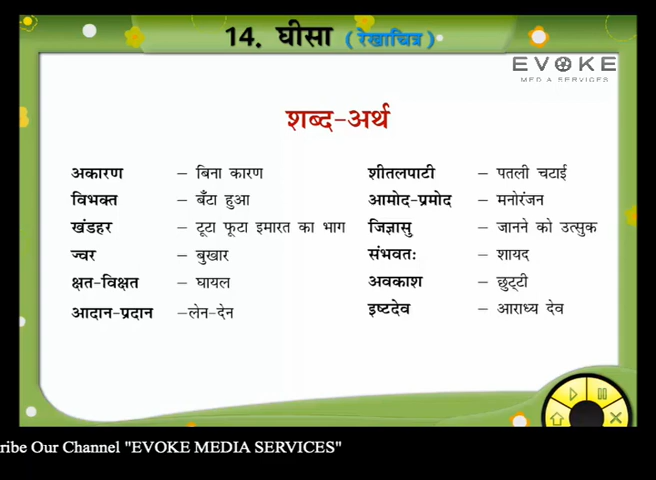 14. घीसा (रेखाचित्र)
EVOKE
MEDIA SERVICES
शब्द-अर्थ
अकारण – बिना कारण
विभक्त – बँटा हुआ
खंडहर – टूटा फूटा इमारत का भाग
ज्वर – बुखार
क्षत-विक्षत – घायल
आदान-प्रदान –लेन-देन
शीतलपाटी – पतली चटाई
आमोद-प्रमोद – मनोरंजन
जिज्ञासु – जानने को उत्सुक
संभवतः – शायद
अवकाश – छुट्टी
इष्टदेव – आराध्य देव
ribe Our Channel "EVOKE MEDIA SERVICES"